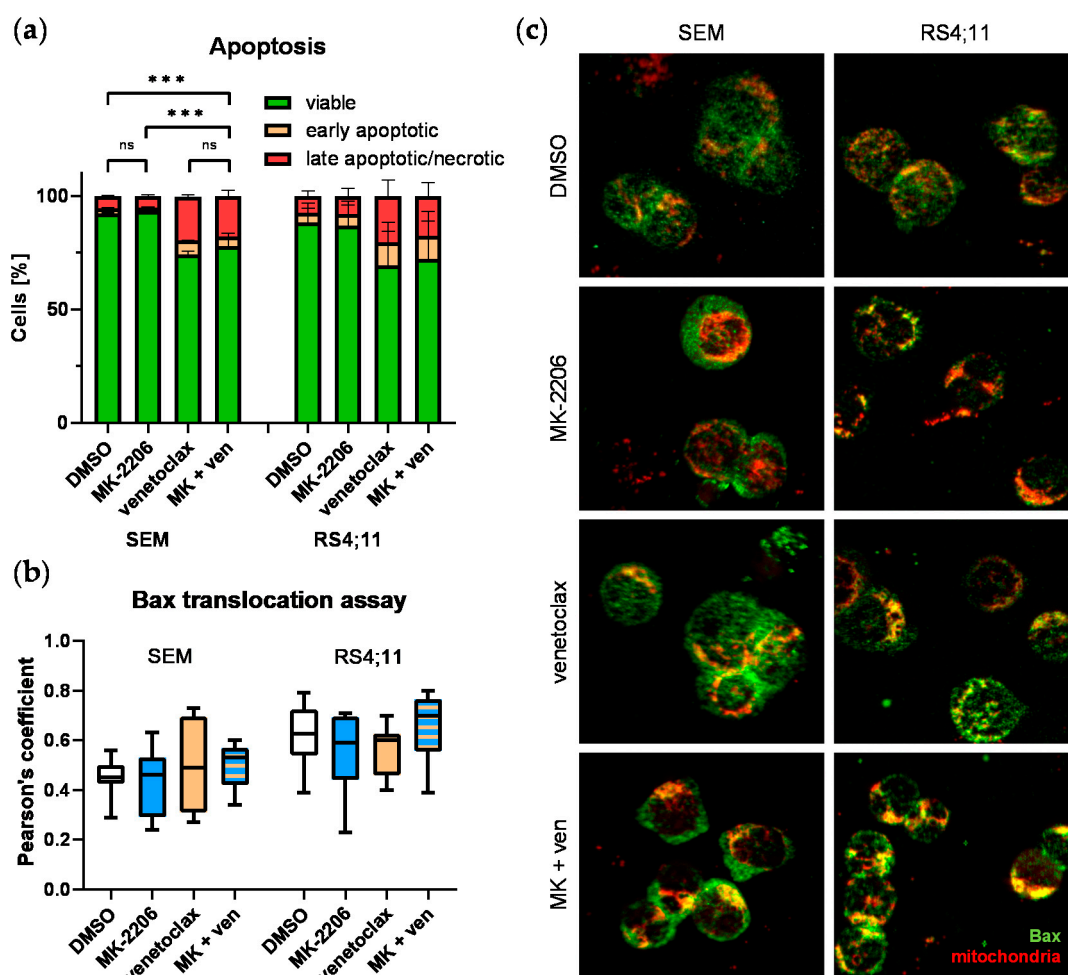 (a)
Apoptosis
***
***
ns
ns
viable
early apoptotic
late apoptotic/necrotic
Cells [%]
100
50
0
DMSO
MK-2206
venetoclax
MK + ven
DMSO
MK-2206
venetoclax
MK + ven
SEM
RS4;11
(b)
Bax translocation assay
SEM
RS4;11
Pearson's coefficient
1.0
0.8
0.6
0.4
0.2
0.0
DMSO
MK-2206
venetoclax
MK + ven
DMSO
MK-2206
venetoclax
MK + ven
(c)
SEM
RS4;11
DMSO
MK-2206
venetoclax
MK + ven
Bax
mitochondria